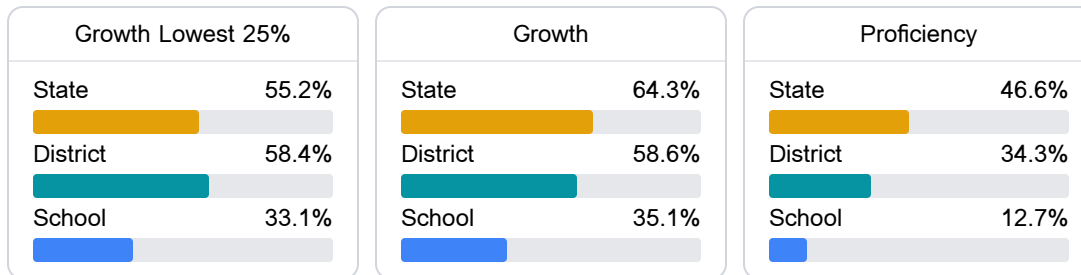 Growth Lowest 25%
State 55.2%
District 58.4%
School 33.1%
Growth
State 64.3%
District 58.6%
School 35.1%
Proficiency
State 46.6%
District 34.3%
School 12.7%